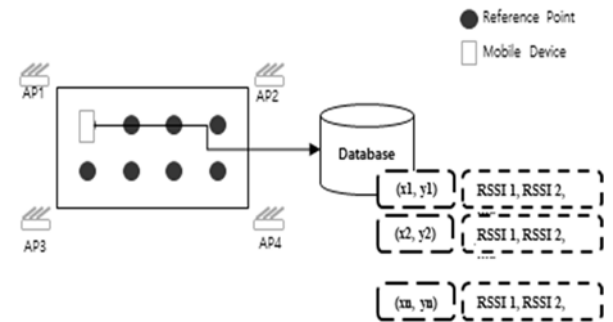 Reference Point
Mobile Device
AP1
AP2
Database
(x1, y1) RSSI 1, RSSI 2,
(x2, y2) RSSI 1, RSSI 2,
AP3
AP4
(xn, yn) RSSI 1, RSSI 2,